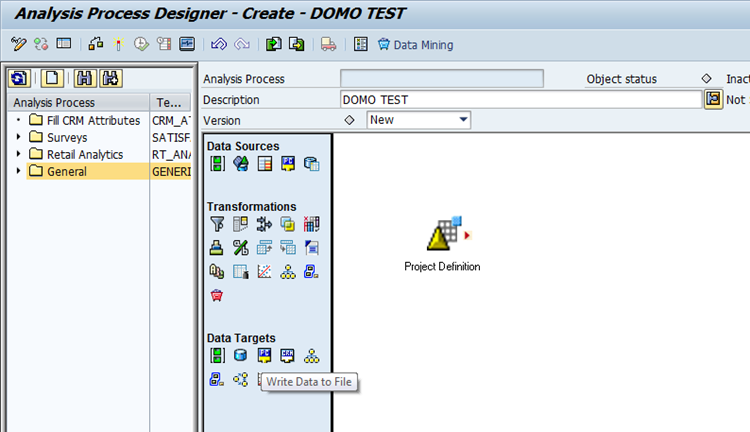 Analysis Process Designer - Create - DOMO TEST
Data Mining
Analysis Process Te...
Fill CRM Attributes CRM_AT
Surveys SATISFA
Retail Analytics RT_ANA
General GENERI
Analysis Process Object status Inac
Description DOMO TEST Not
Version New
Data Sources
Transformations
Data Targets
Write Data to File
Project Definition